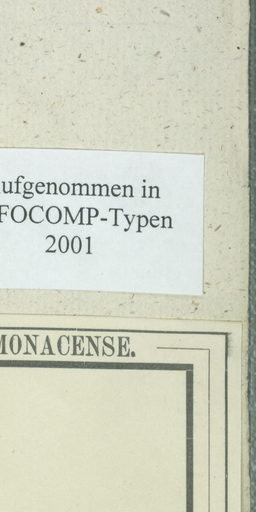 ufgenommen in
FOCOMP-Typen
2001
MONACENSE.